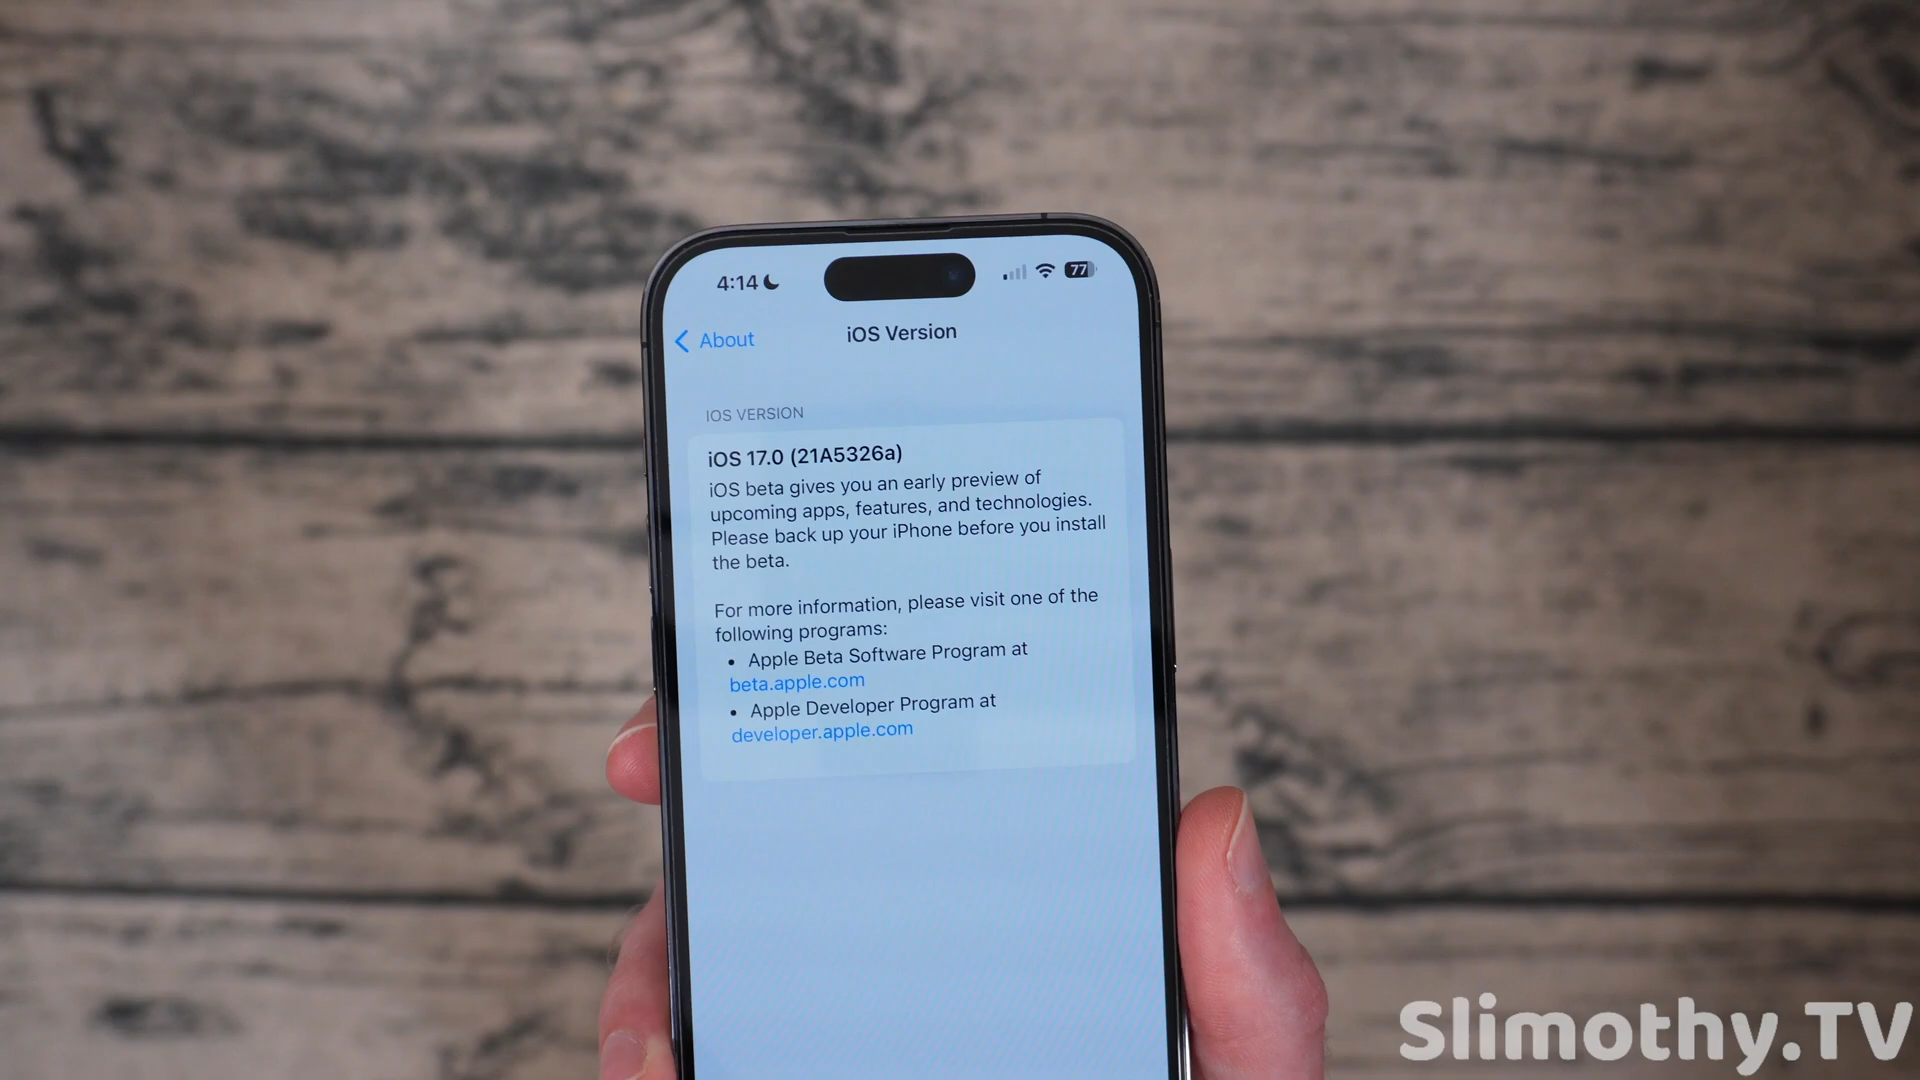 4:14
77
About
iOS Version
IOS VERSION
iOS 17.0 (21A5326a)
iOS beta gives you an early preview of
upcoming apps, features, and technologies.
Please back up your iPhone before you install
the beta.
For more information, please visit one of the
following programs:
• Apple Beta Software Program at
beta.apple.com
• Apple Developer Program at
developer.apple.com
Slimothy.TV